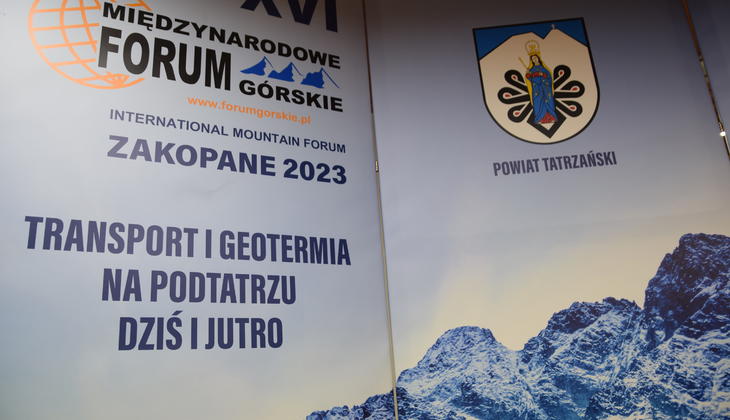 XVI
MIĘDZYNARODOWE
FORUM
GÓRSKIE
www.forumgorskie.pl
INTERNATIONAL MOUNTAIN FORUM
ZAKOPANE 2023
TRANSPORT I GEOTERMIA
NA PODTATRZU
DZIŚ I JUTRO
POWIAT TATRZAŃSKI